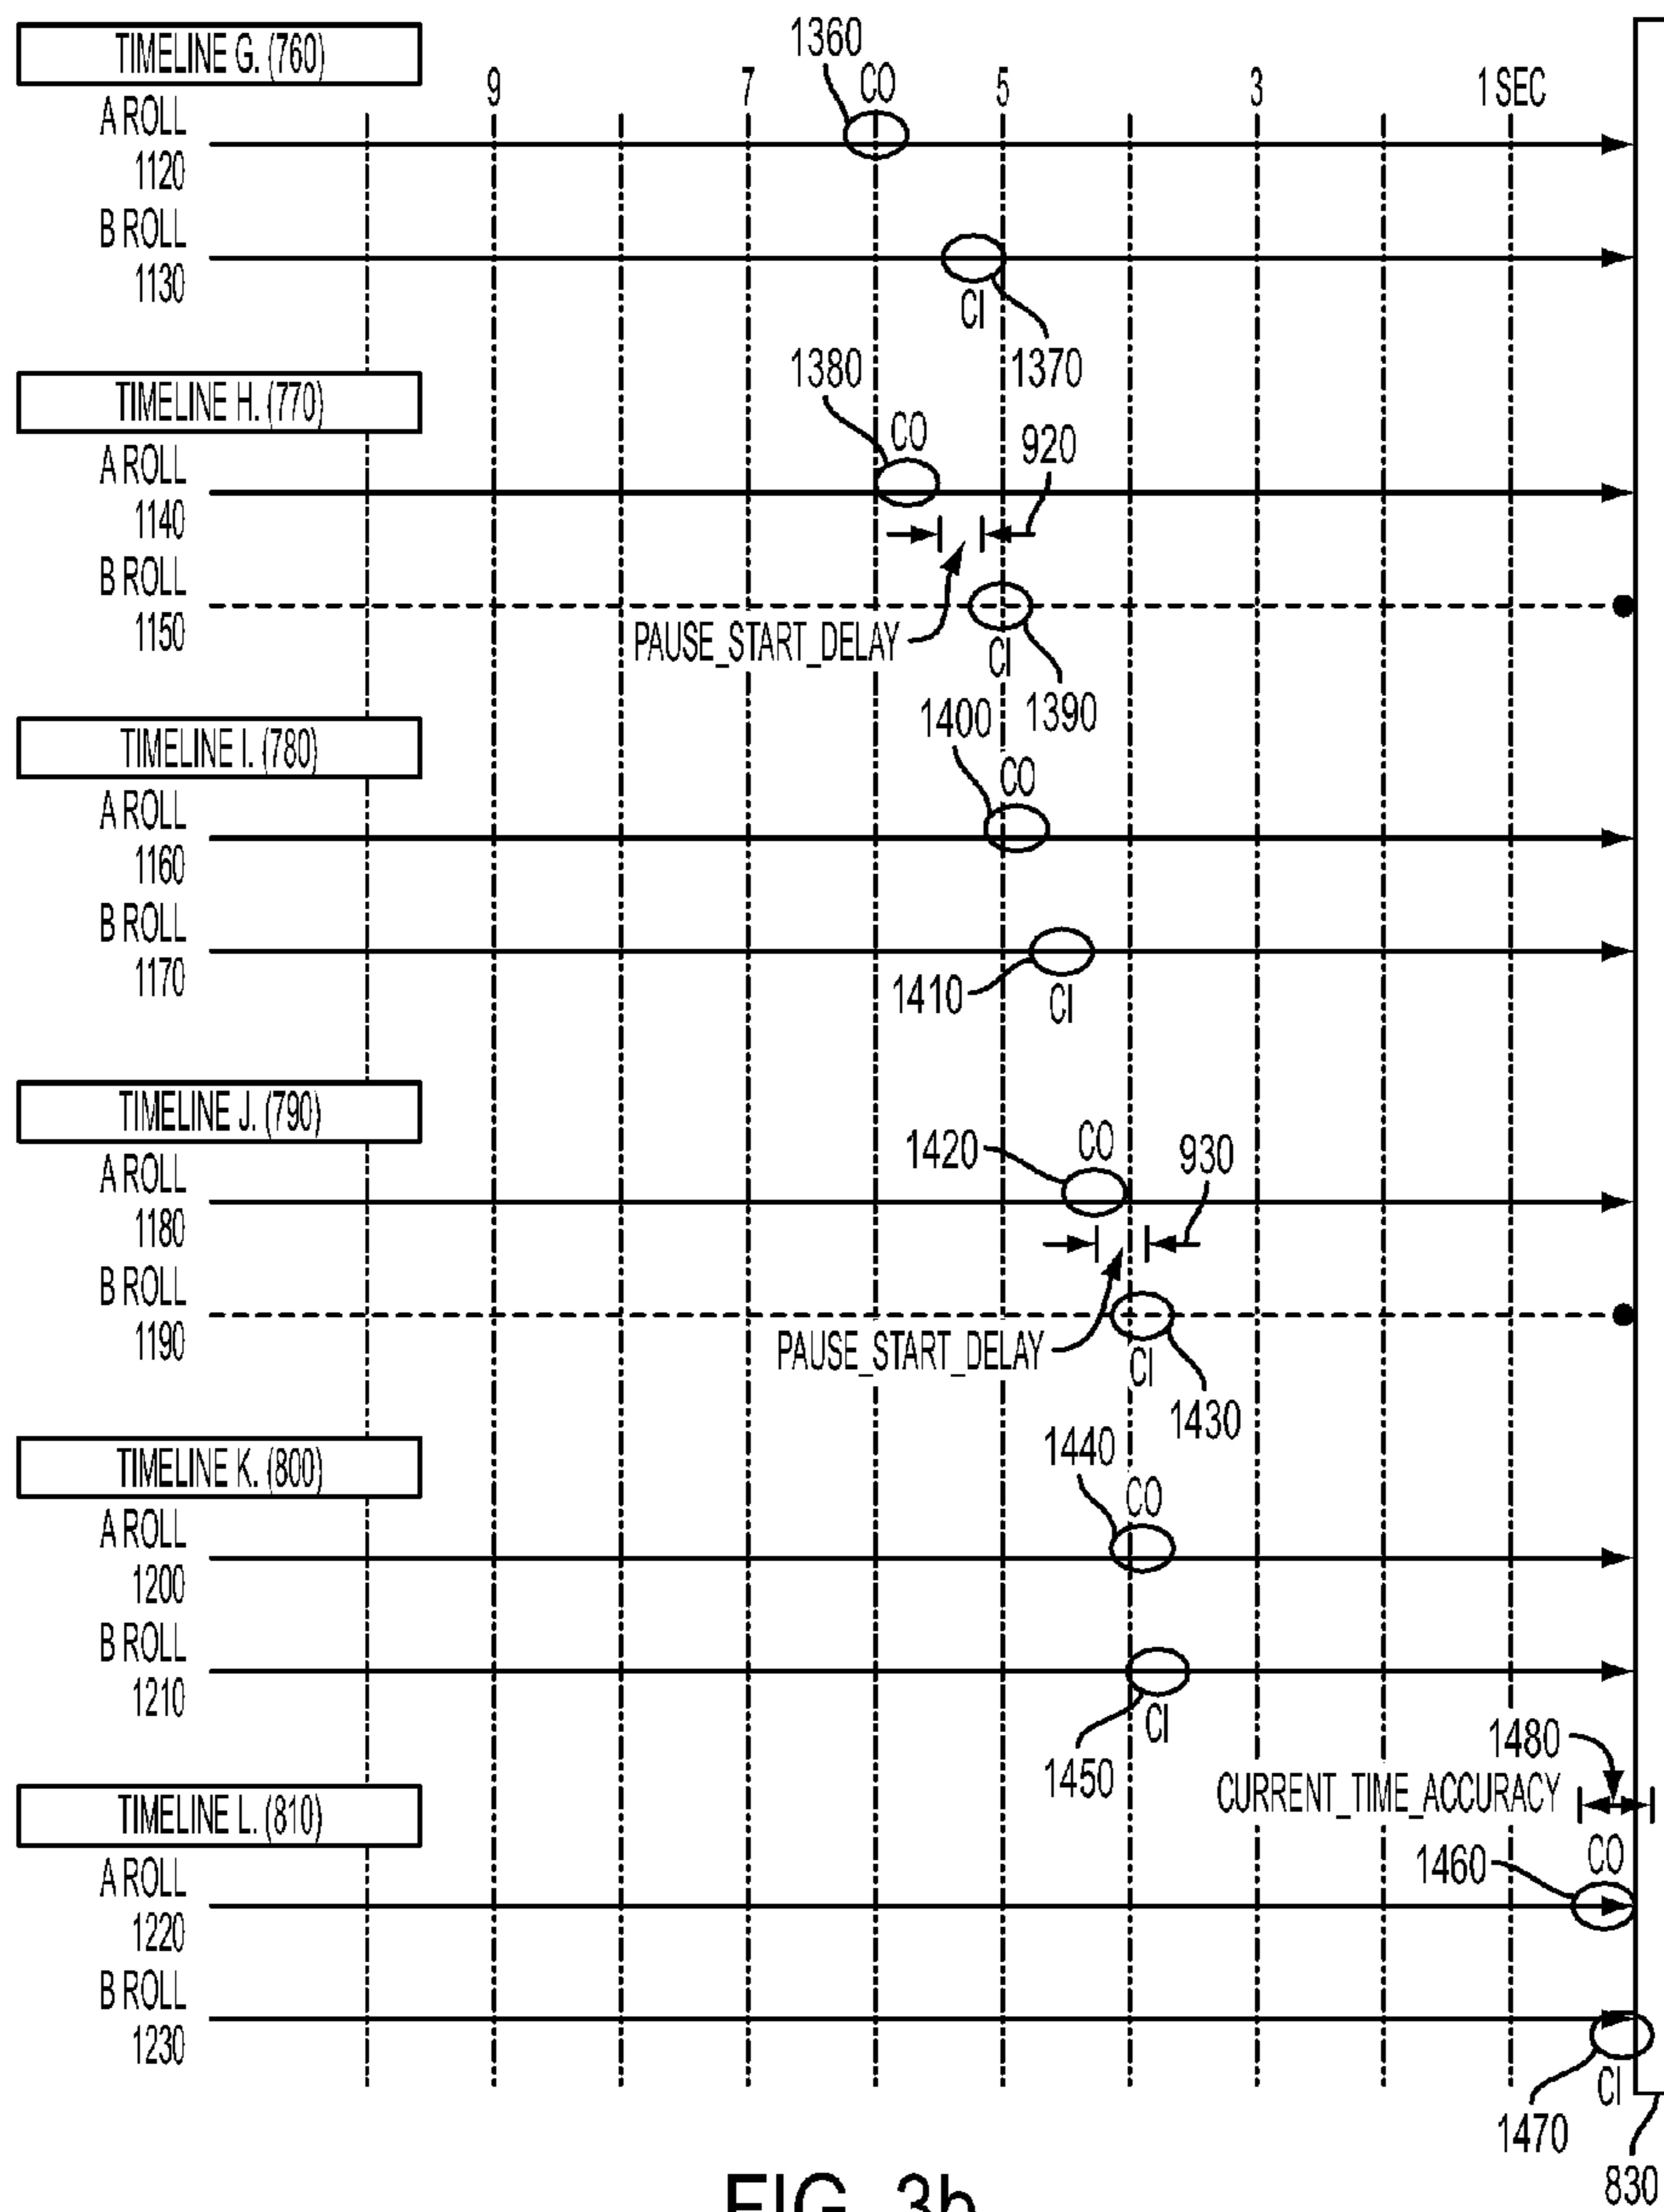 1360
TIMELINE G. (760)
9
7
CO
5
3
1 SEC
A ROLL
1120
B ROLL
1130
CI
1370
1380
TIMELINE H. (770)
CO
920
A ROLL
1140
B ROLL
1150
PAUSE_START_DELAY
CI
1390
1400
TIMELINE I. (780)
CO
A ROLL
1160
B ROLL
1170
1410
CI
TIMELINE J. (790)
1420
CO
930
A ROLL
1180
B ROLL
1190
PAUSE_START_DELAY
CI
1430
1440
TIMELINE K. (800)
CO
A ROLL
1200
B ROLL
1210
CI
1450
1480
CURRENT_TIME_ACCURACY
TIMELINE L. (810)
CO
1460
A ROLL
1220
B ROLL
1230
CI
1470
830
FIG. 3b